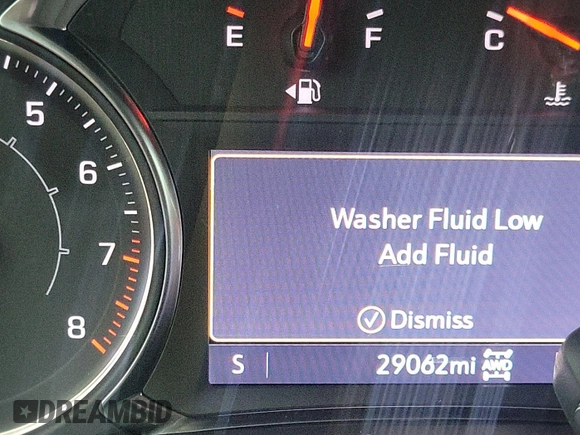 E F C
5
6
7
8
Washer Fluid Low
Add Fluid
Dismiss
S 29062mi AWD
DREAMBID